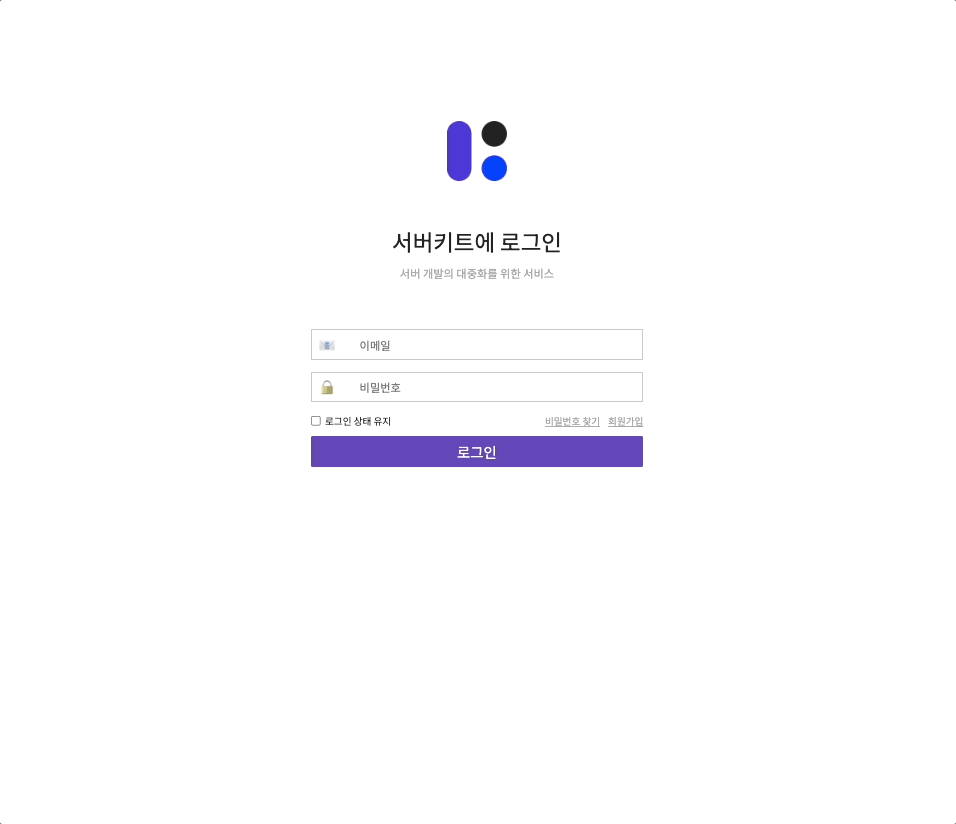 서버키트에 로그인
서버 개발의 대중화를 위한 서비스
이메일
비밀번호
로그인 상태 유지 비밀번호 찾기 회원가입
로그인